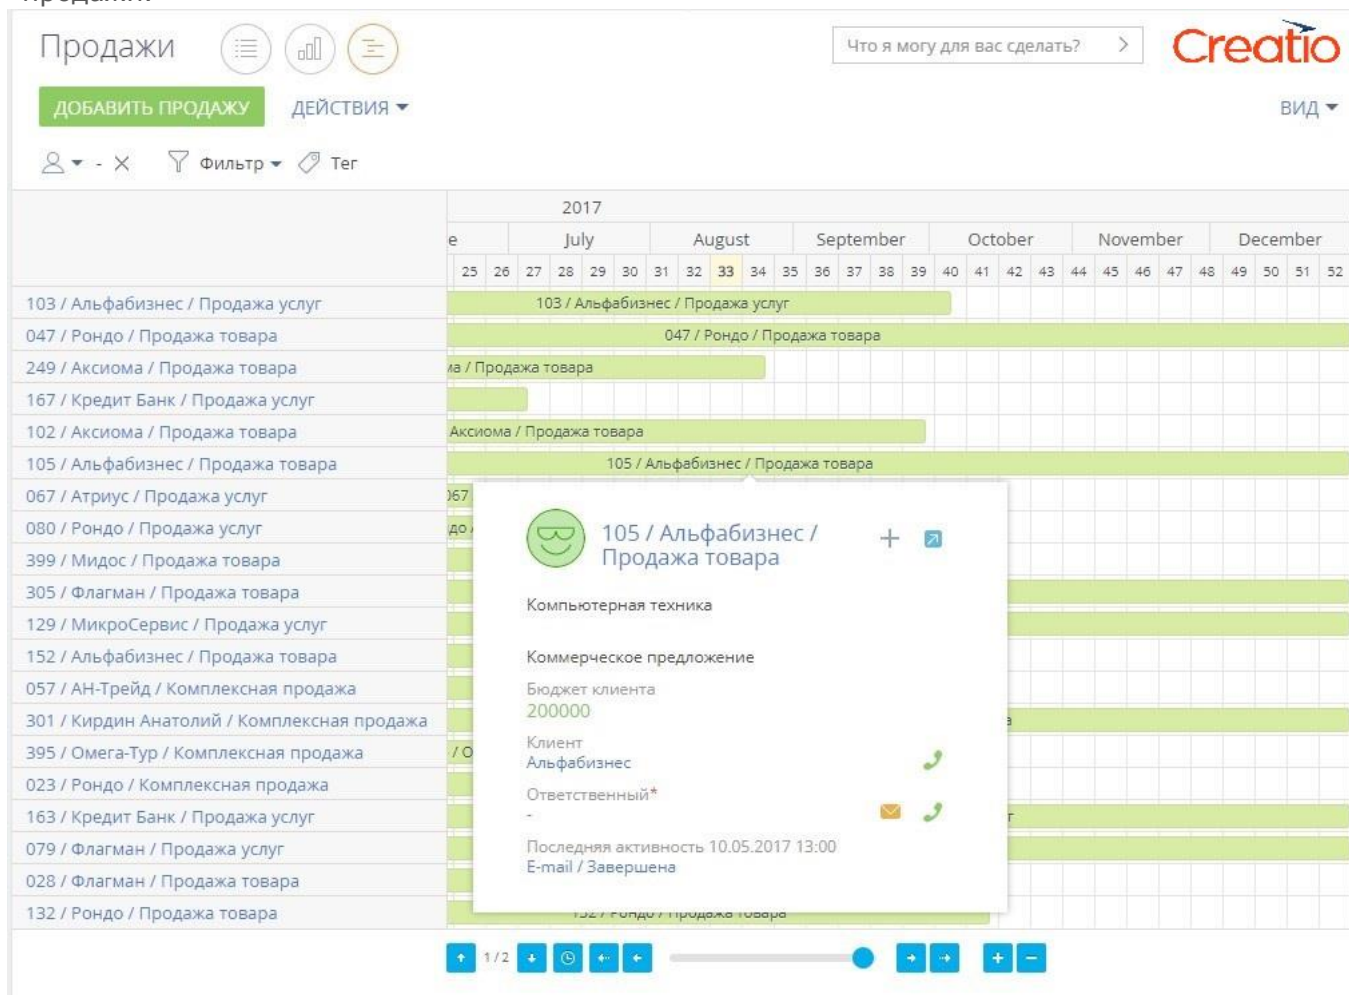 Продажи
Что я могу для вас сделать? >
Creatio
ДОБАВИТЬ ПРОДАЖУ ДЕЙСТВИЯ
ВИД
- Фильтр Тег
2017
e July August September October November December
25 26 27 28 29 30 31 32 33 34 35 36 37 38 39 40 41 42 43 44 45 46 47 48 49 50 51 52
103 / Альфабизнес / Продажа услуг 103 / Альфабизнес / Продажа услуг
047 / Рондо / Продажа товара 047 / Рондо / Продажа товара
249 / Аксиома / Продажа товара ма / Продажа товара
167 / Кредит Банк / Продажа услуг
102 / Аксиома / Продажа товара Аксиома / Продажа товара
105 / Альфабизнес / Продажа товара 105 / Альфабизнес / Продажа товара
067 / Атриус / Продажа услуг 067
080 / Рондо / Продажа услуг до /
399 / Мидос / Продажа товара
305 / Флагман / Продажа товара
129 / МикроСервис / Продажа услуг
152 / Альфабизнес / Продажа товара
057 / АН-Трейд / Комплексная продажа
301 / Кирдин Анатолий / Комплексная продажа а
395 / Омега-Тур / Комплексная продажа / О
023 / Рондо / Комплексная продажа
163 / Кредит Банк / Продажа услуг г
079 / Флагман / Продажа услуг
028 / Флагман / Продажа товара
132 / Рондо / Продажа товара 132 / Рондо / Продажа товара
105 / Альфабизнес /
Продажа товара
Компьютерная техника
Коммерческое предложение
Бюджет клиента
200000
Клиент
Альфабизнес
Ответственный*
-
Последняя активность 10.05.2017 13:00
E-mail / Завершена
1 / 2